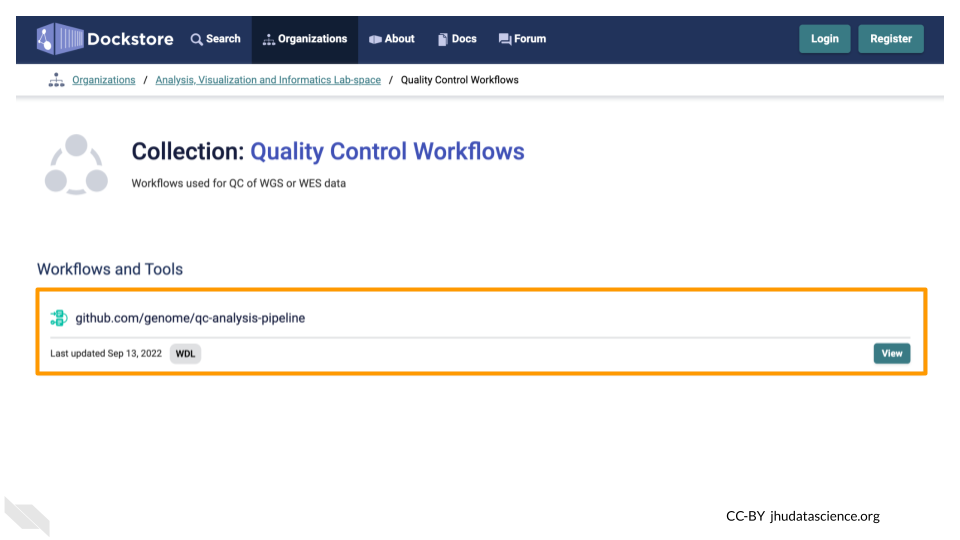 Dockstore Search Organizations About Docs Forum Login Register
Organizations / Analysis, Visualization and Informatics Lab-space / Quality Control Workflows
Collection: Quality Control Workflows
Workflows used for QC of WGS or WES data
Workflows and Tools
github.com/genome/qc-analysis-pipeline
Last updated Sep 13, 2022 WDL View
CC-BY jhudatascience.org